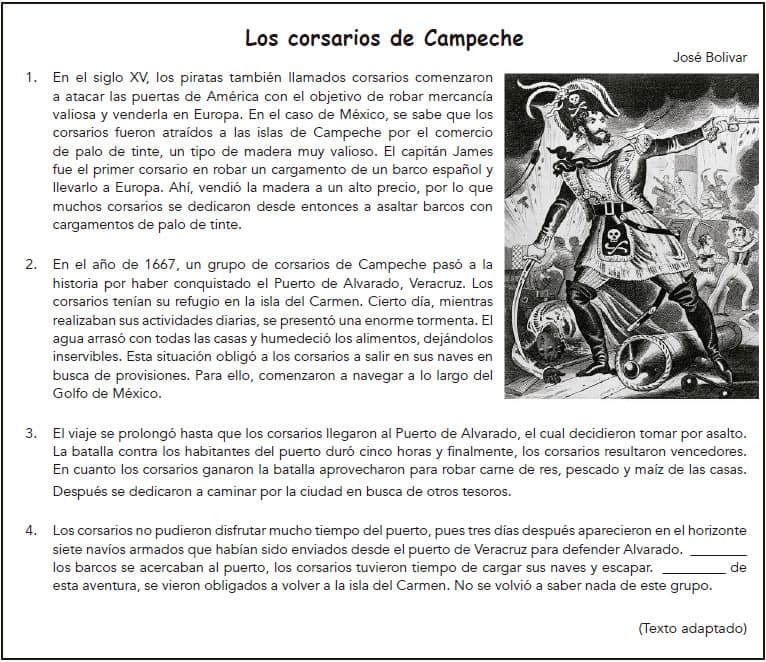 Los corsarios de Campeche
José Bolivar
1. En el siglo XV, los piratas también llamados corsarios comenzaron
a atacar las puertas de América con el objetivo de robar mercancía
valiosa y venderla en Europa. En el caso de México, se sabe que los
corsarios fueron atraídos a las islas de Campeche por el comercio
de palo de tinte, un tipo de madera muy valioso. El capitán James
fue el primer corsario en robar un cargamento de un barco español y
llevarlo a Europa. Ahí, vendió la madera a un alto precio, por lo que
muchos corsarios se dedicaron desde entonces a asaltar barcos con
cargamentos de palo de tinte.
2. En el año de 1667, un grupo de corsarios de Campeche pasó a la
historia por haber conquistado el Puerto de Alvarado, Veracruz. Los
corsarios tenían su refugio en la isla del Carmen. Cierto día, mientras
realizaban sus actividades diarias, se presentó una enorme tormenta. El
agua arrasó con todas las casas y humedeció los alimentos, dejándolos
inservibles. Esta situación obligó a los corsarios a salir en sus naves en
busca de provisiones. Para ello, comenzaron a navegar a lo largo del
Golfo de México.
3. El viaje se prolongó hasta que los corsarios llegaron al Puerto de Alvarado, el cual decidieron tomar por asalto.
La batalla contra los habitantes del puerto duró cinco horas y finalmente, los corsarios resultaron vencedores.
En cuanto los corsarios ganaron la batalla aprovecharon para robar carne de res, pescado y maíz de las casas.
Después se dedicaron a caminar por la ciudad en busca de otros tesoros.
4. Los corsarios no pudieron disfrutar mucho tiempo del puerto, pues tres días después aparecieron en el horizonte
siete navíos armados que habían sido enviados desde el puerto de Veracruz para defender Alvarado. ________
los barcos se acercaban al puerto, los corsarios tuvieron tiempo de cargar sus naves y escapar. _________ de
esta aventura, se vieron obligados a volver a la isla del Carmen. No se volvió a saber nada de este grupo.
(Texto adaptado)